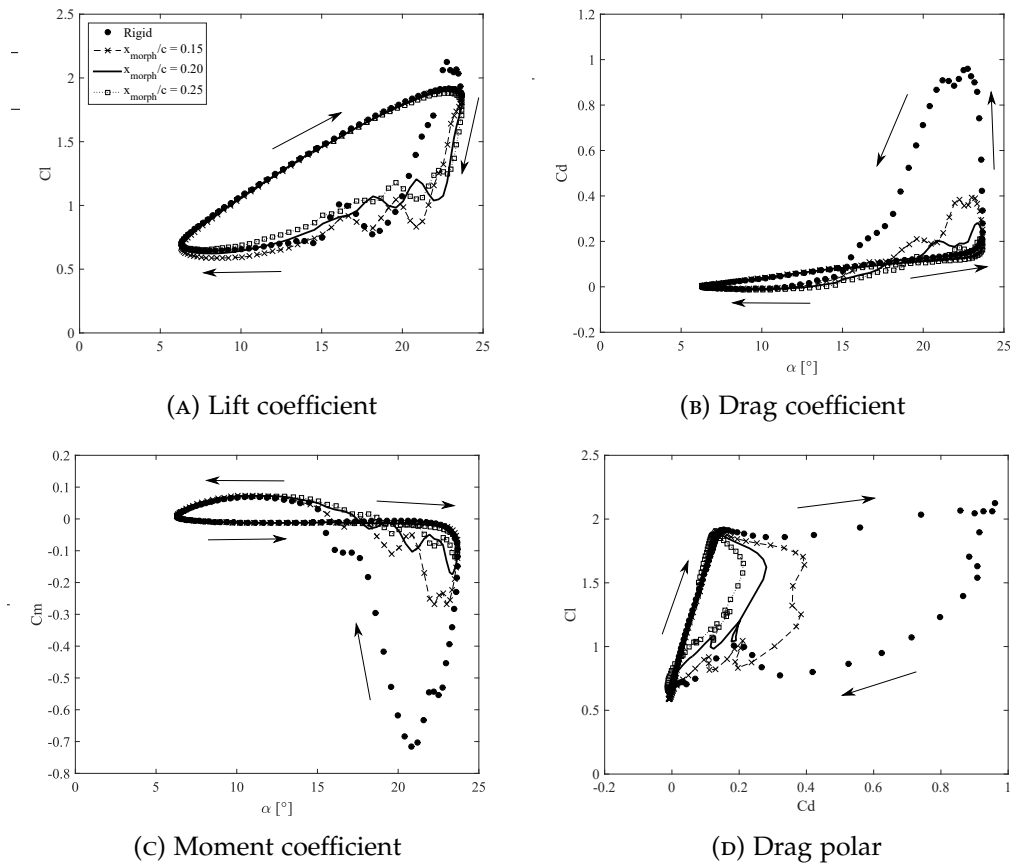 2.5
2
1.5
1
0.5
0
Cl
0 5 10 15 20 25
Rigid
x_morph/c = 0.15
x_morph/c = 0.20
x_morph/c = 0.25
(A) Lift coefficient
1.2
1
0.8
0.6
0.4
0.2
0
-0.2
Cd
0 5 10 15 20 25
α [°]
(B) Drag coefficient
0.2
0.1
0
-0.1
-0.2
-0.3
-0.4
-0.5
-0.6
-0.7
-0.8
Cm
0 5 10 15 20 25
α [°]
(C) Moment coefficient
2.5
2
1.5
1
0.5
0
Cl
-0.2 0 0.2 0.4 0.6 0.8 1
Cd
(D) Drag polar